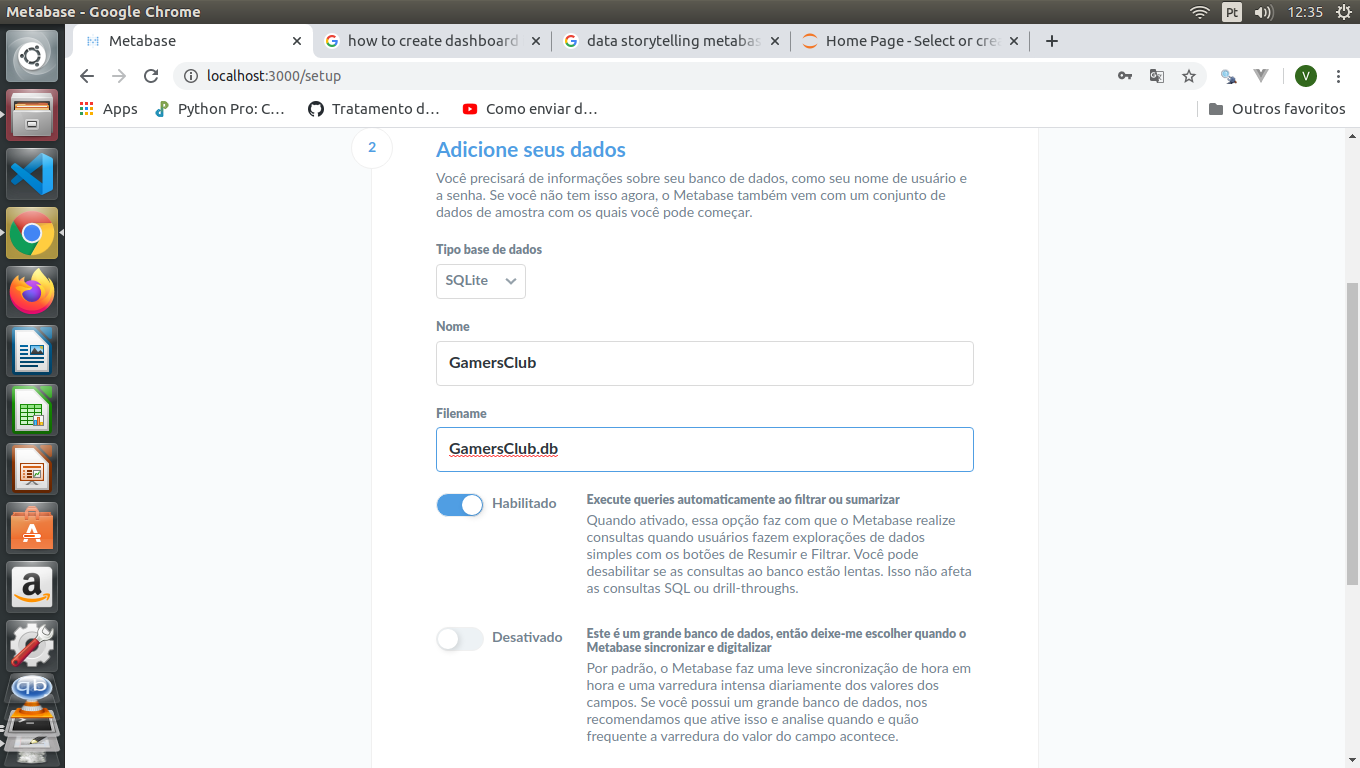 Metabase - Google Chrome
Pt
12:35
Metabase
how to create dashboard
data storytelling metabas
Home Page - Select or crea
localhost:3000/setup
V
Apps
Python Pro: C...
Tratamento d...
Como enviar d...
Outros favoritos
2
Adicione seus dados
Você precisará de informações sobre seu banco de dados, como seu nome de usuário e
a senha. Se você não tem isso agora, o Metabase também vem com um conjunto de
dados de amostra com os quais você pode começar.
Tipo base de dados
SQLite
Nome
GamersClub
Filename
GamersClub.db
Habilitado
Execute queries automaticamente ao filtrar ou sumarizar
Quando ativado, essa opção faz com que o Metabase realize
consultas quando usuários fazem explorações de dados
simples com os botões de Resumir e Filtrar. Você pode
desabilitar se as consultas ao banco estão lentas. Isso não afeta
as consultas SQL ou drill-throughs.
Desativado
Este é um grande banco de dados, então deixe-me escolher quando o
Metabase sincronizar e digitalizar
Por padrão, o Metabase faz uma leve sincronização de hora em
hora e uma varredura intensa diariamente dos valores dos
campos. Se você possui um grande banco de dados, nos
recomendamos que ative isso e analise quando e quão
frequente a varredura do valor do campo acontece.
qb